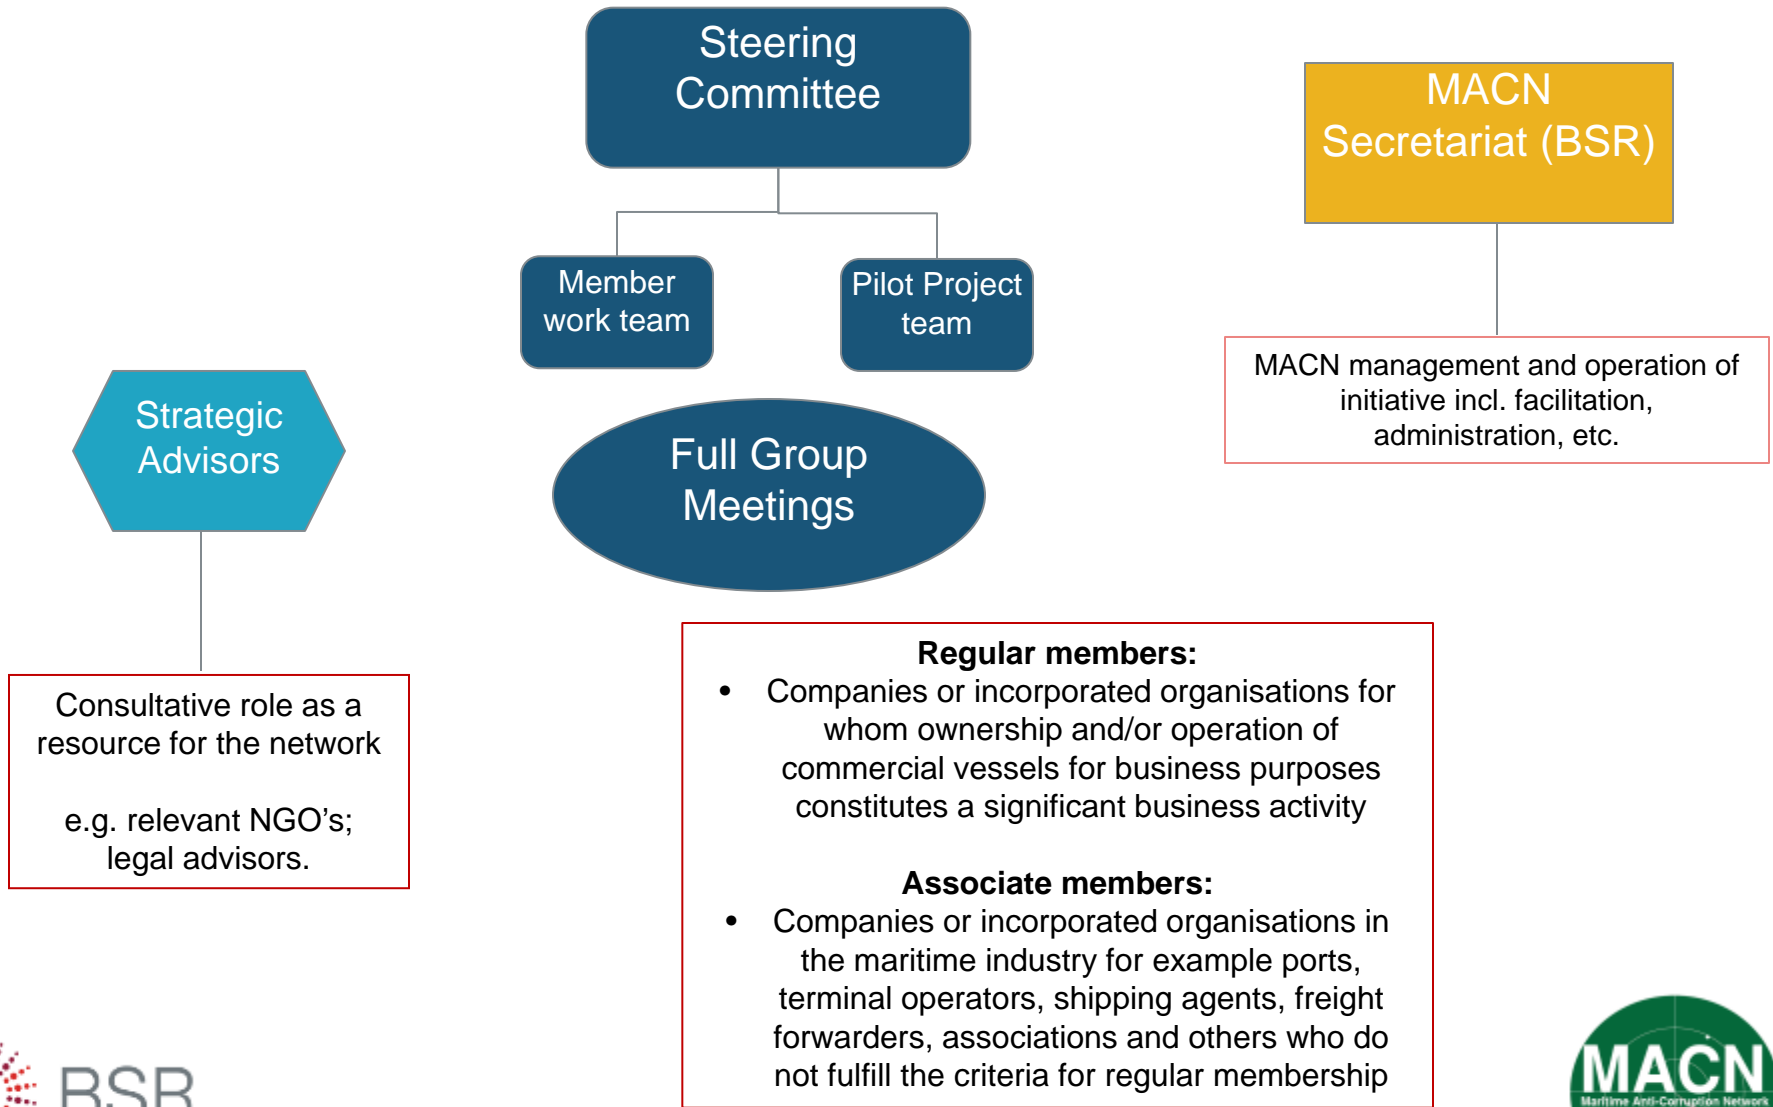 Steering
Committee
MACN
Secretariat (BSR)
Member
work team
Pilot Project
team
MACN management and operation of
initiative incl. facilitation,
administration, etc.
Strategic
Advisors
Full Group
Meetings
Consultative role as a
resource for the network
e.g. relevant NGO’s;
legal advisors.
Regular members:
• Companies or incorporated organisations for
whom ownership and/or operation of
commercial vessels for business purposes
constitutes a significant business activity
Associate members:
• Companies or incorporated organisations in
the maritime industry for example ports,
terminal operators, shipping agents, freight
forwarders, associations and others who do
not fulfill the criteria for regular membership
BSR
MACN
Maritime Anti-Corruption Network